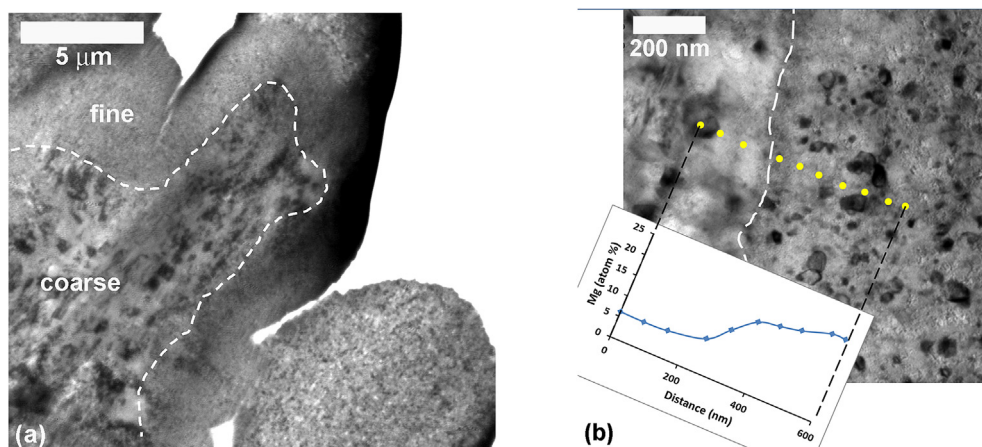 5 μm
fine
coarse
(a)
200 nm
25
20
15
10
5
0
Mg (atom %)
0
200
400
600
Distance (nm)
(b)